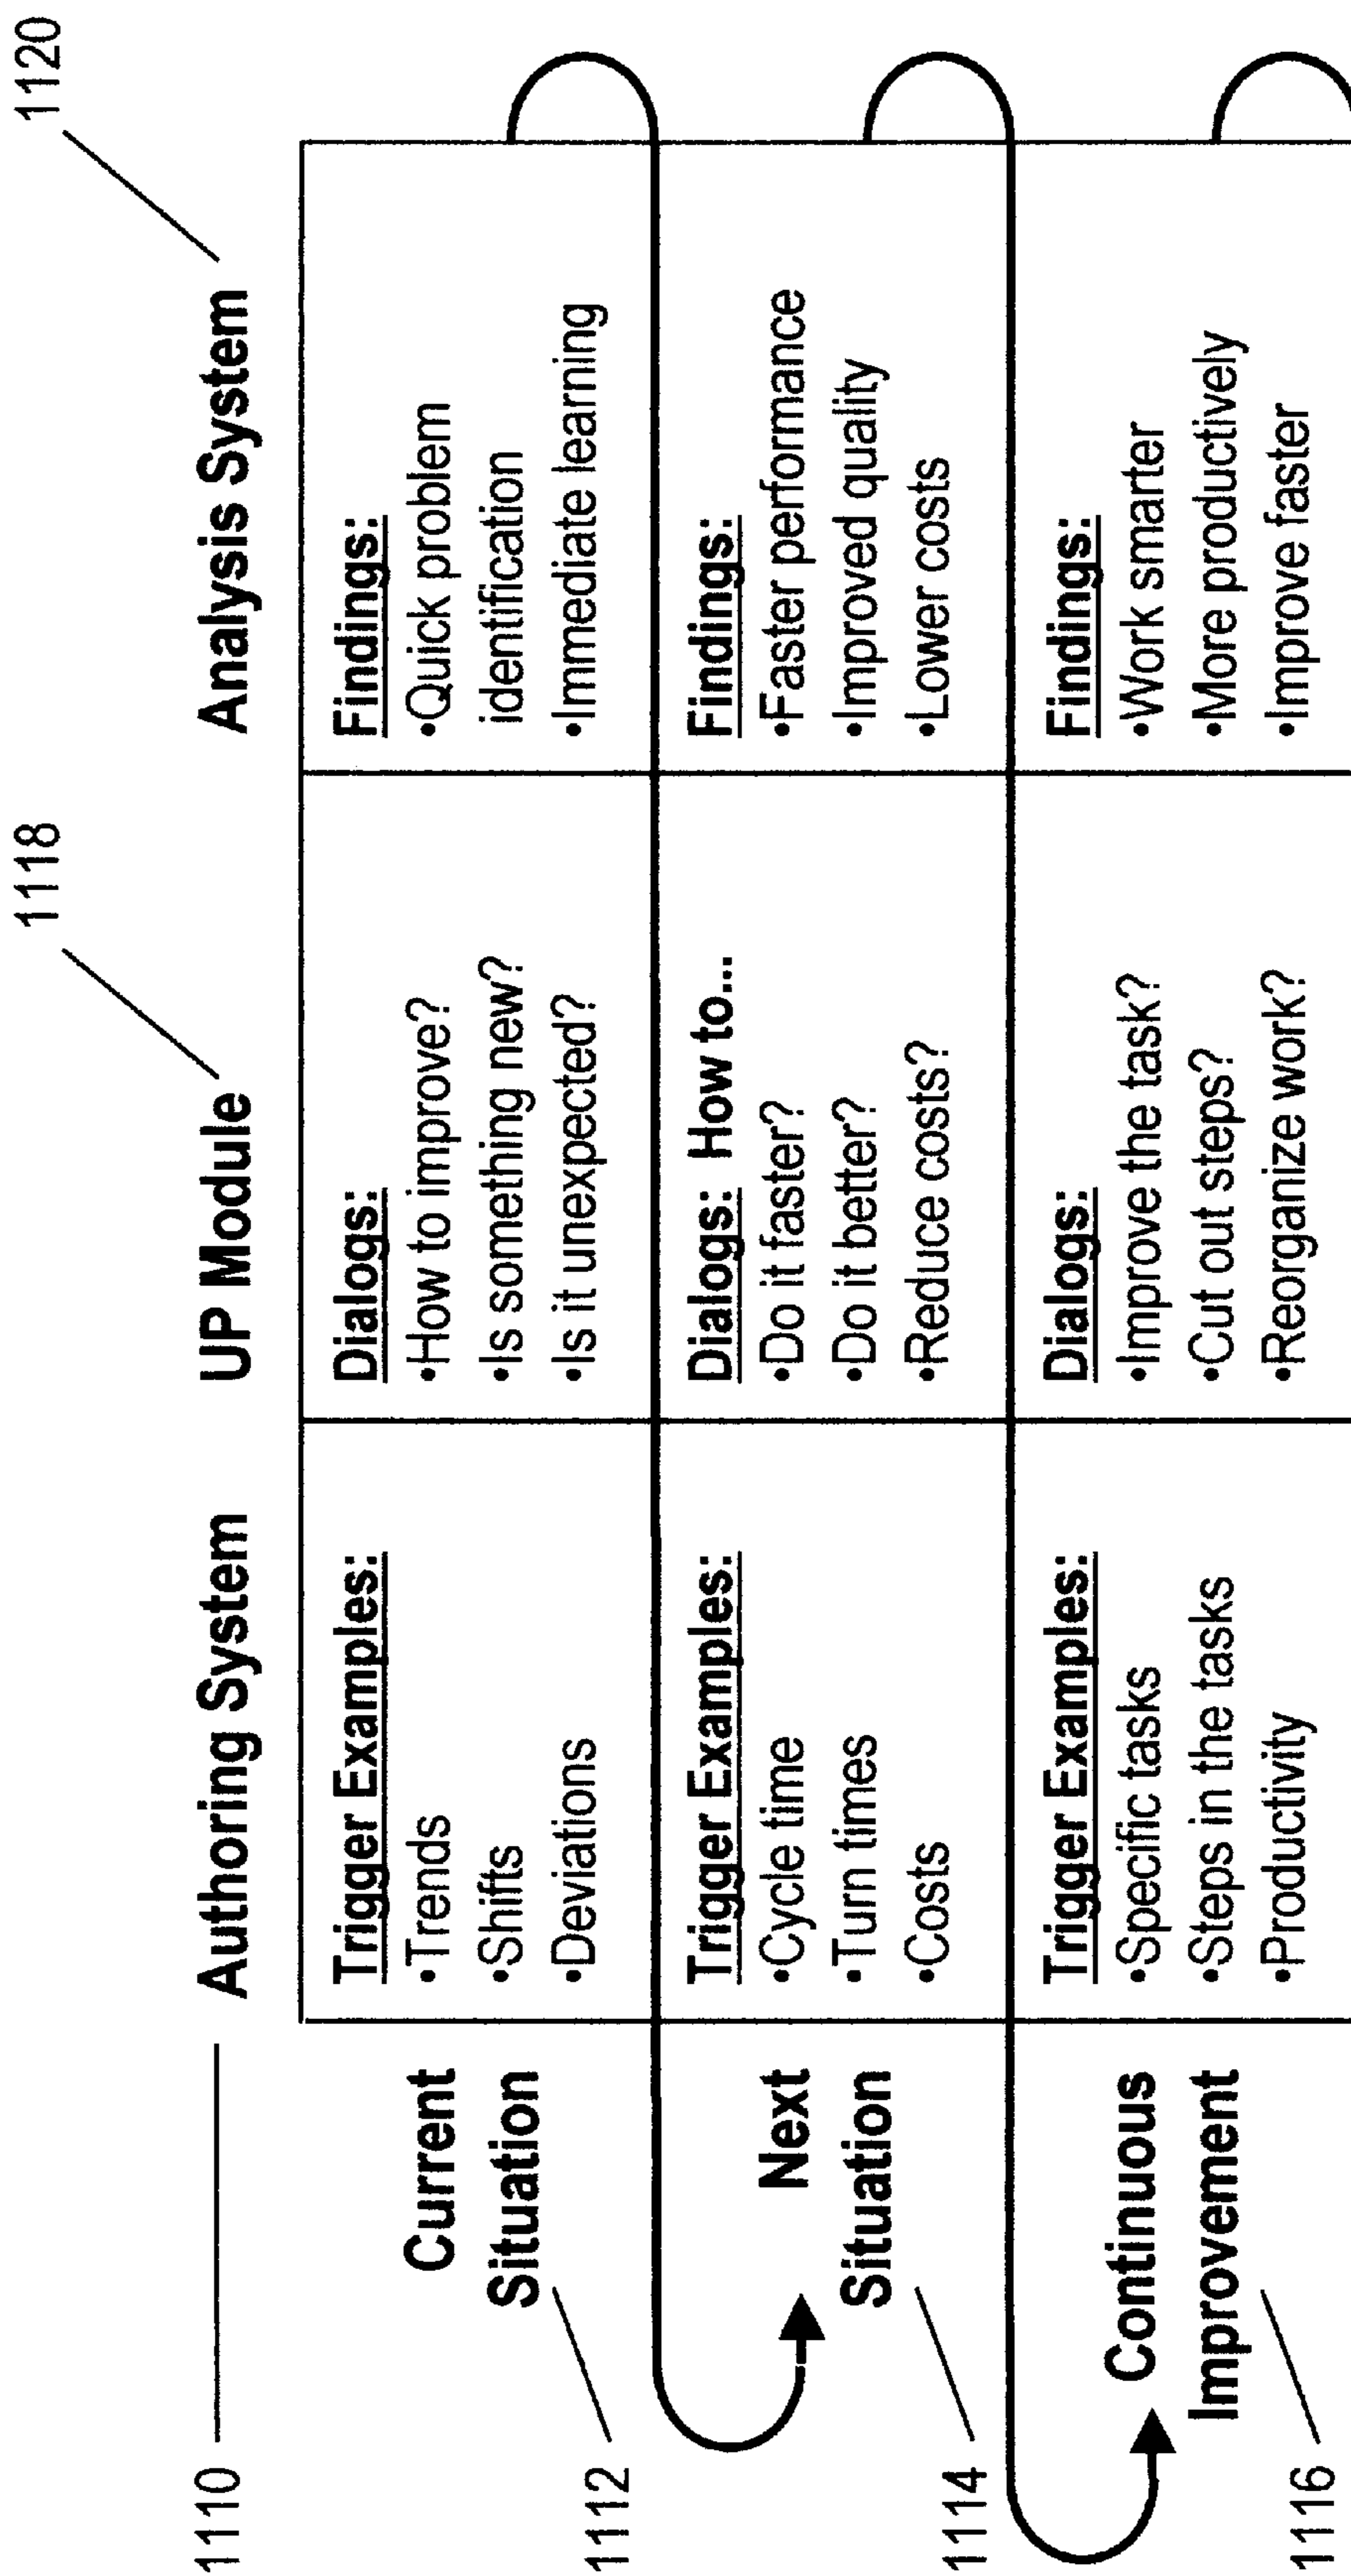 1110
Authoring System
UP Module
1118
Analysis System
1120
Current
Situation
1112
Trigger Examples:
•Trends
•Shifts
•Deviations
Dialogs:
•How to improve?
•Is something new?
•Is it unexpected?
Findings:
•Quick problem
identification
•Immediate learning
Next
Situation
1114
Trigger Examples:
•Cycle time
•Turn times
•Costs
Dialogs: How to...
•Do it faster?
•Do it better?
•Reduce costs?
Findings:
•Faster performance
•Improved quality
•Lower costs
Continuous
Improvement
1116
Trigger Examples:
•Specific tasks
•Steps in the tasks
•Productivity
Dialogs:
•Improve the task?
•Cut out steps?
•Reorganize work?
Findings:
•Work smarter
•More productively
•Improve faster